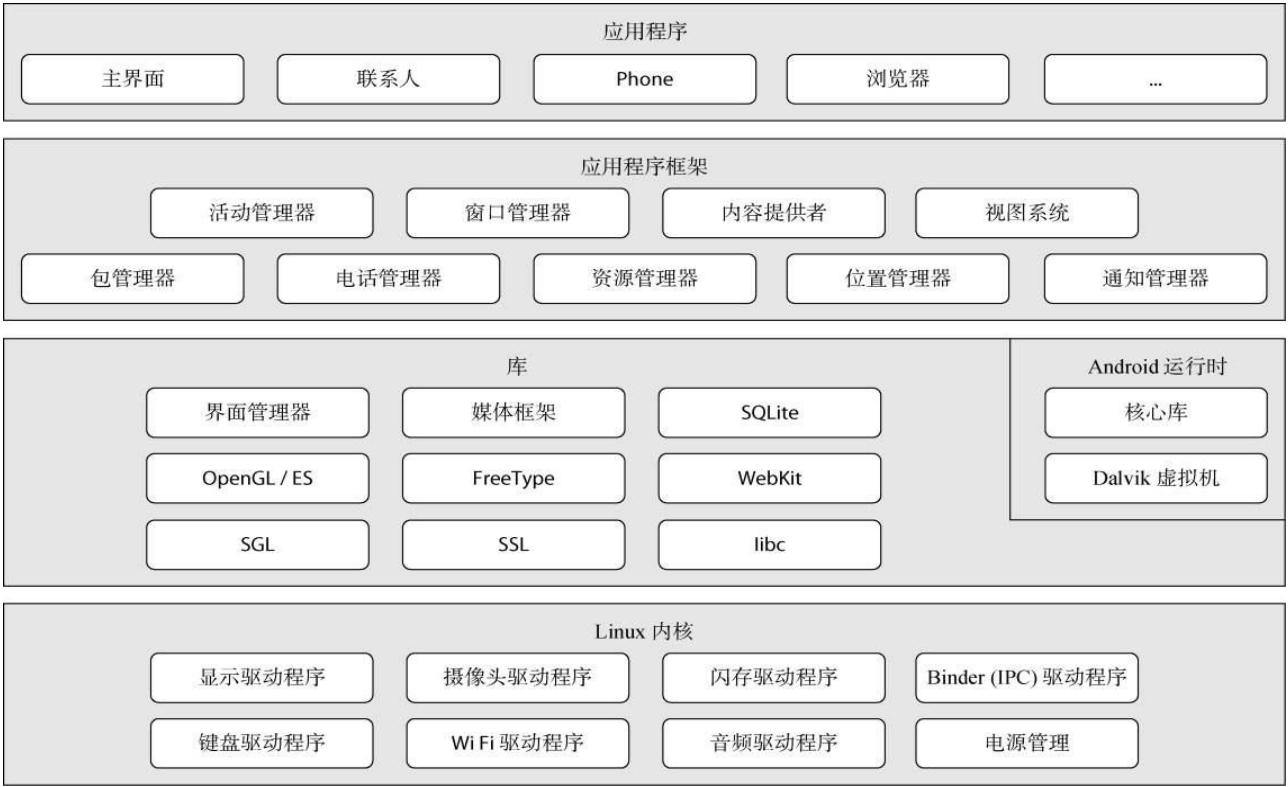 应用程序
主界面 联系人 Phone 浏览器 ...
应用程序框架
活动管理器 窗口管理器 内容提供者 视图系统
包管理器 电话管理器 资源管理器 位置管理器 通知管理器
库
界面管理器 媒体框架 SQLite
OpenGL / ES FreeType WebKit
SGL SSL libc
Android 运行时
核心库
Dalvik 虚拟机
Linux 内核
显示驱动程序 摄像头驱动程序 闪存驱动程序 Binder (IPC) 驱动程序
键盘驱动程序 Wi Fi 驱动程序 音频驱动程序 电源管理